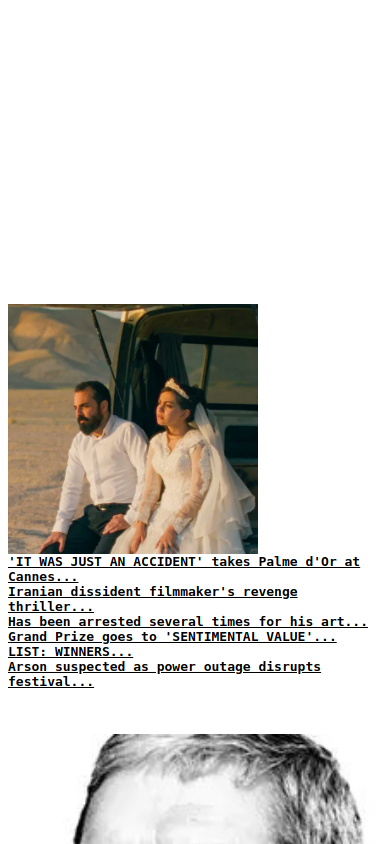 'IT WAS JUST AN ACCIDENT' takes Palme d'Or at
Cannes...
Iranian dissident filmmaker's revenge
thriller...
Has been arrested several times for his art...
Grand Prize goes to 'SENTIMENTAL VALUE'...
LIST: WINNERS...
Arson suspected as power outage disrupts
festival...